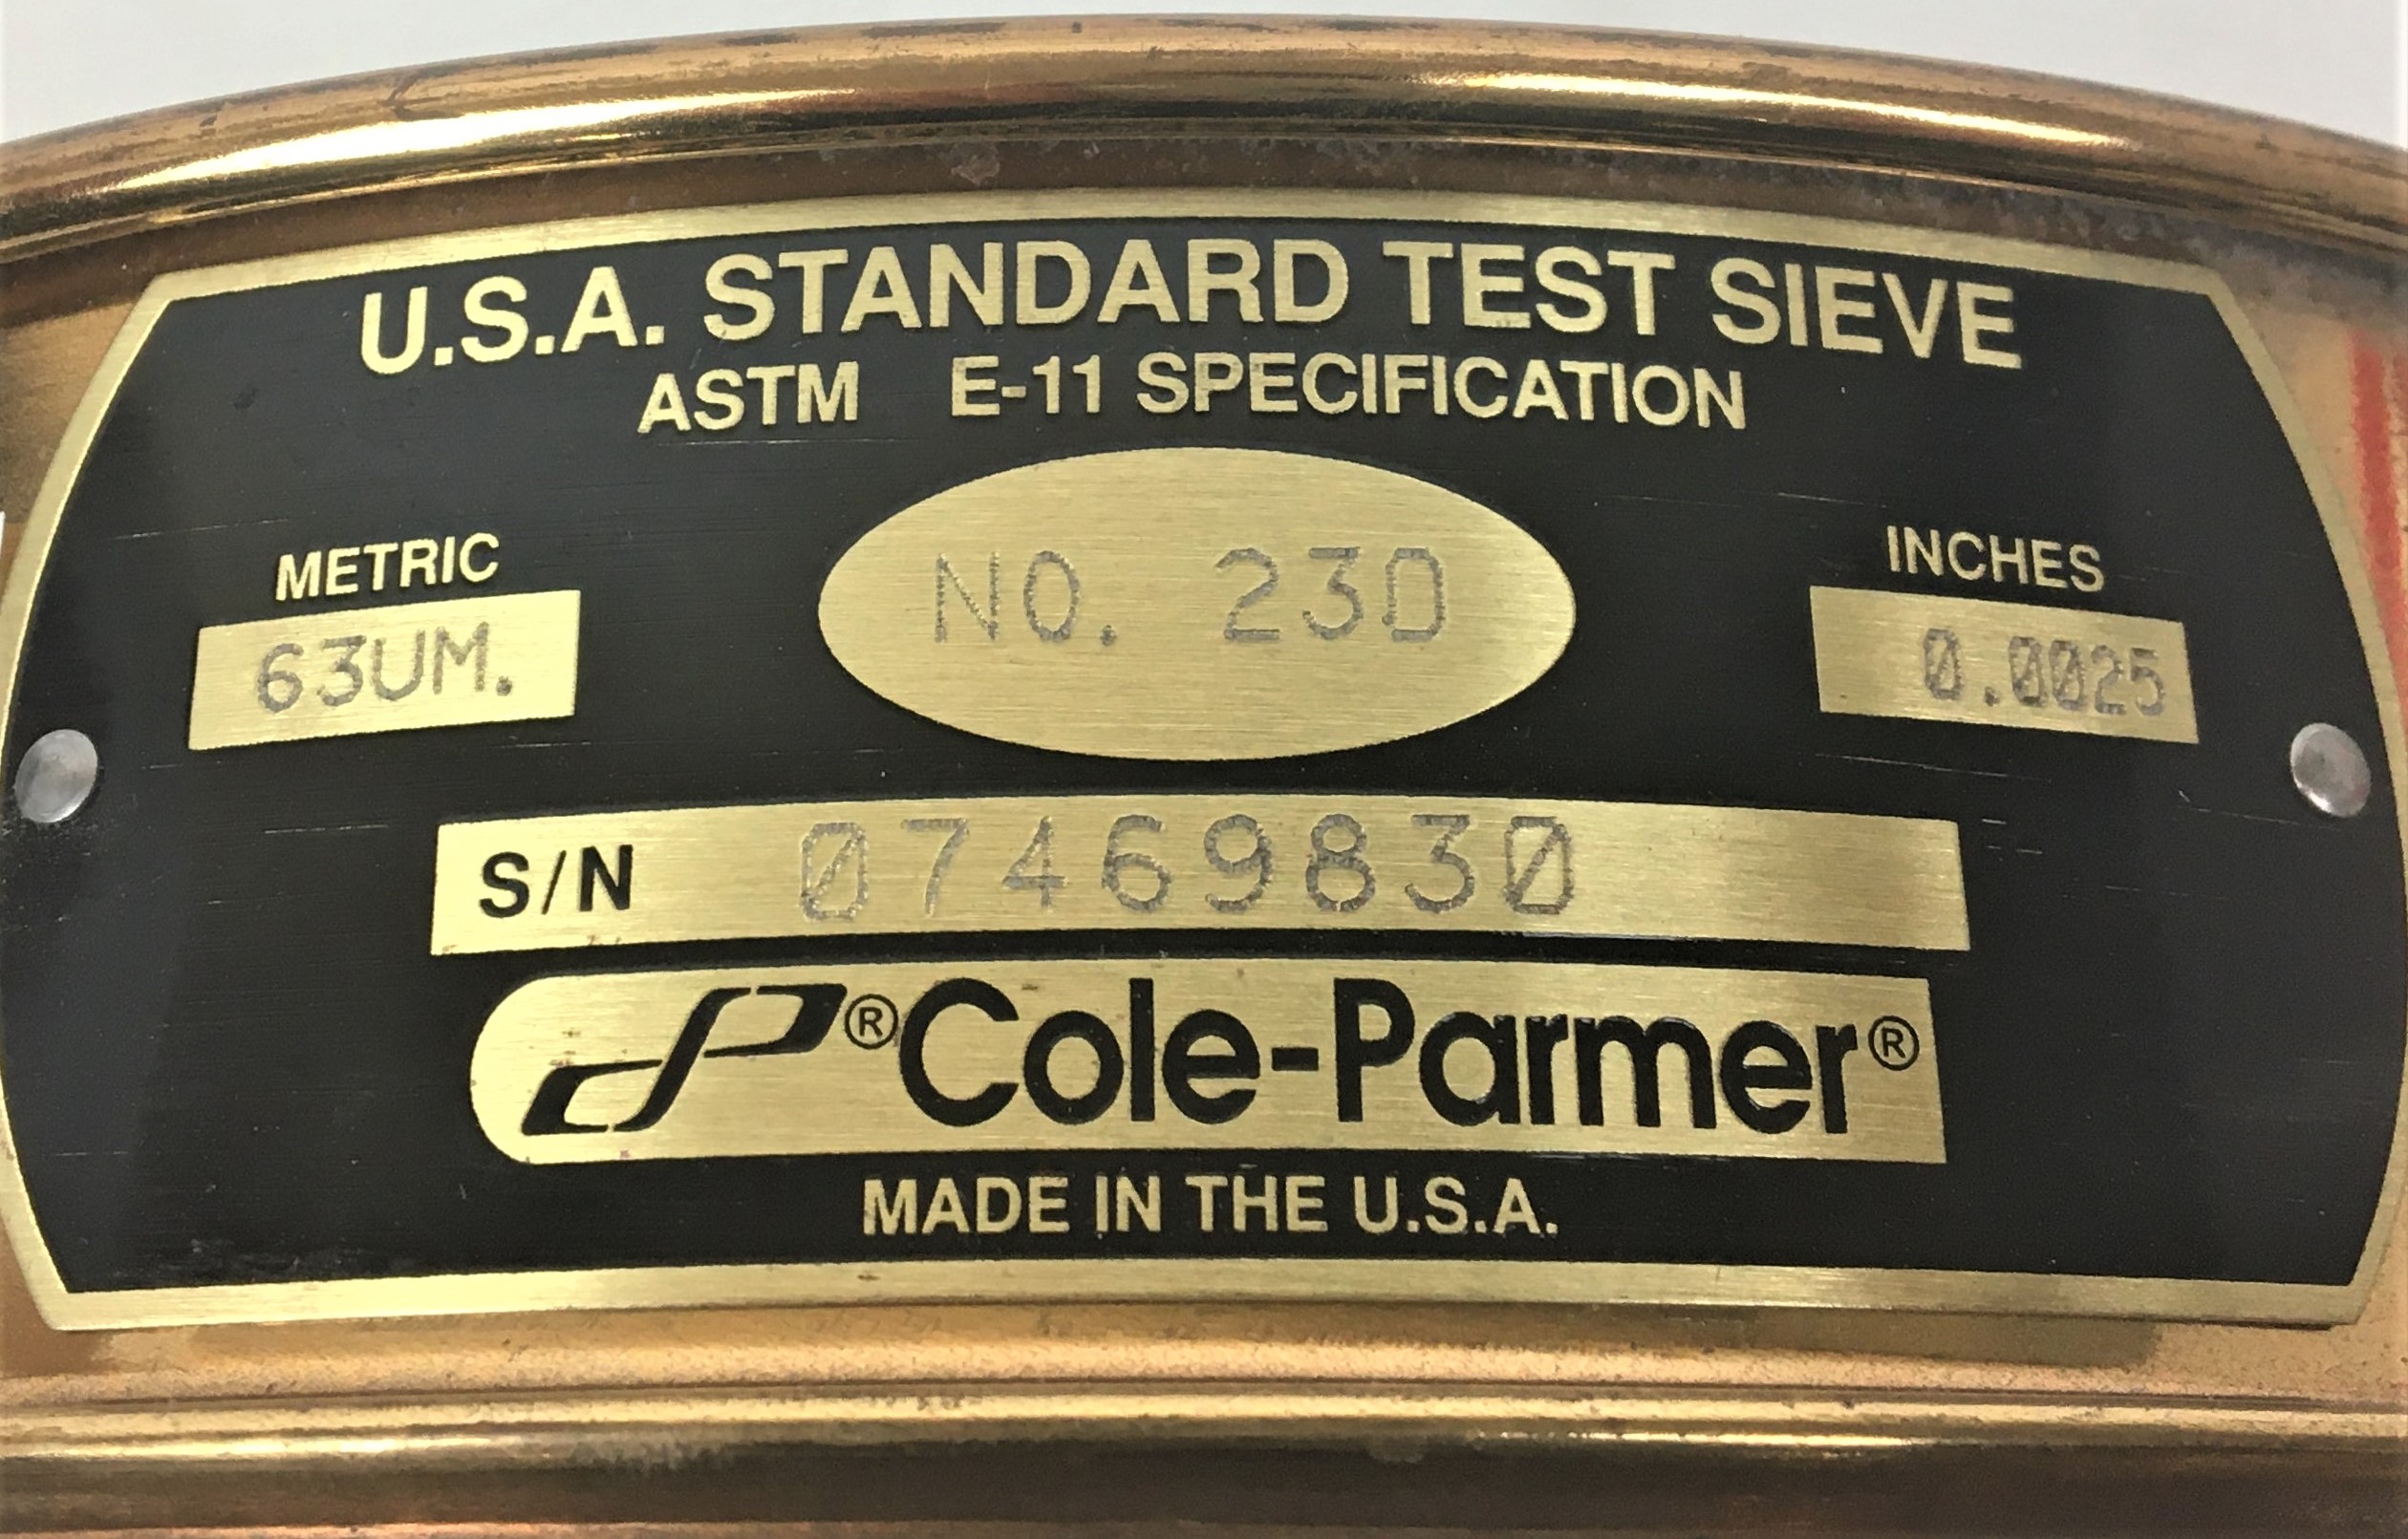 U.S.A. STANDARD TEST SIEVE
ASTM E-11 SPECIFICATION
METRIC
63UM.
NO. 230
INCHES
0.0025
S/N 07469830
®Cole-Parmer®
MADE IN THE U.S.A.